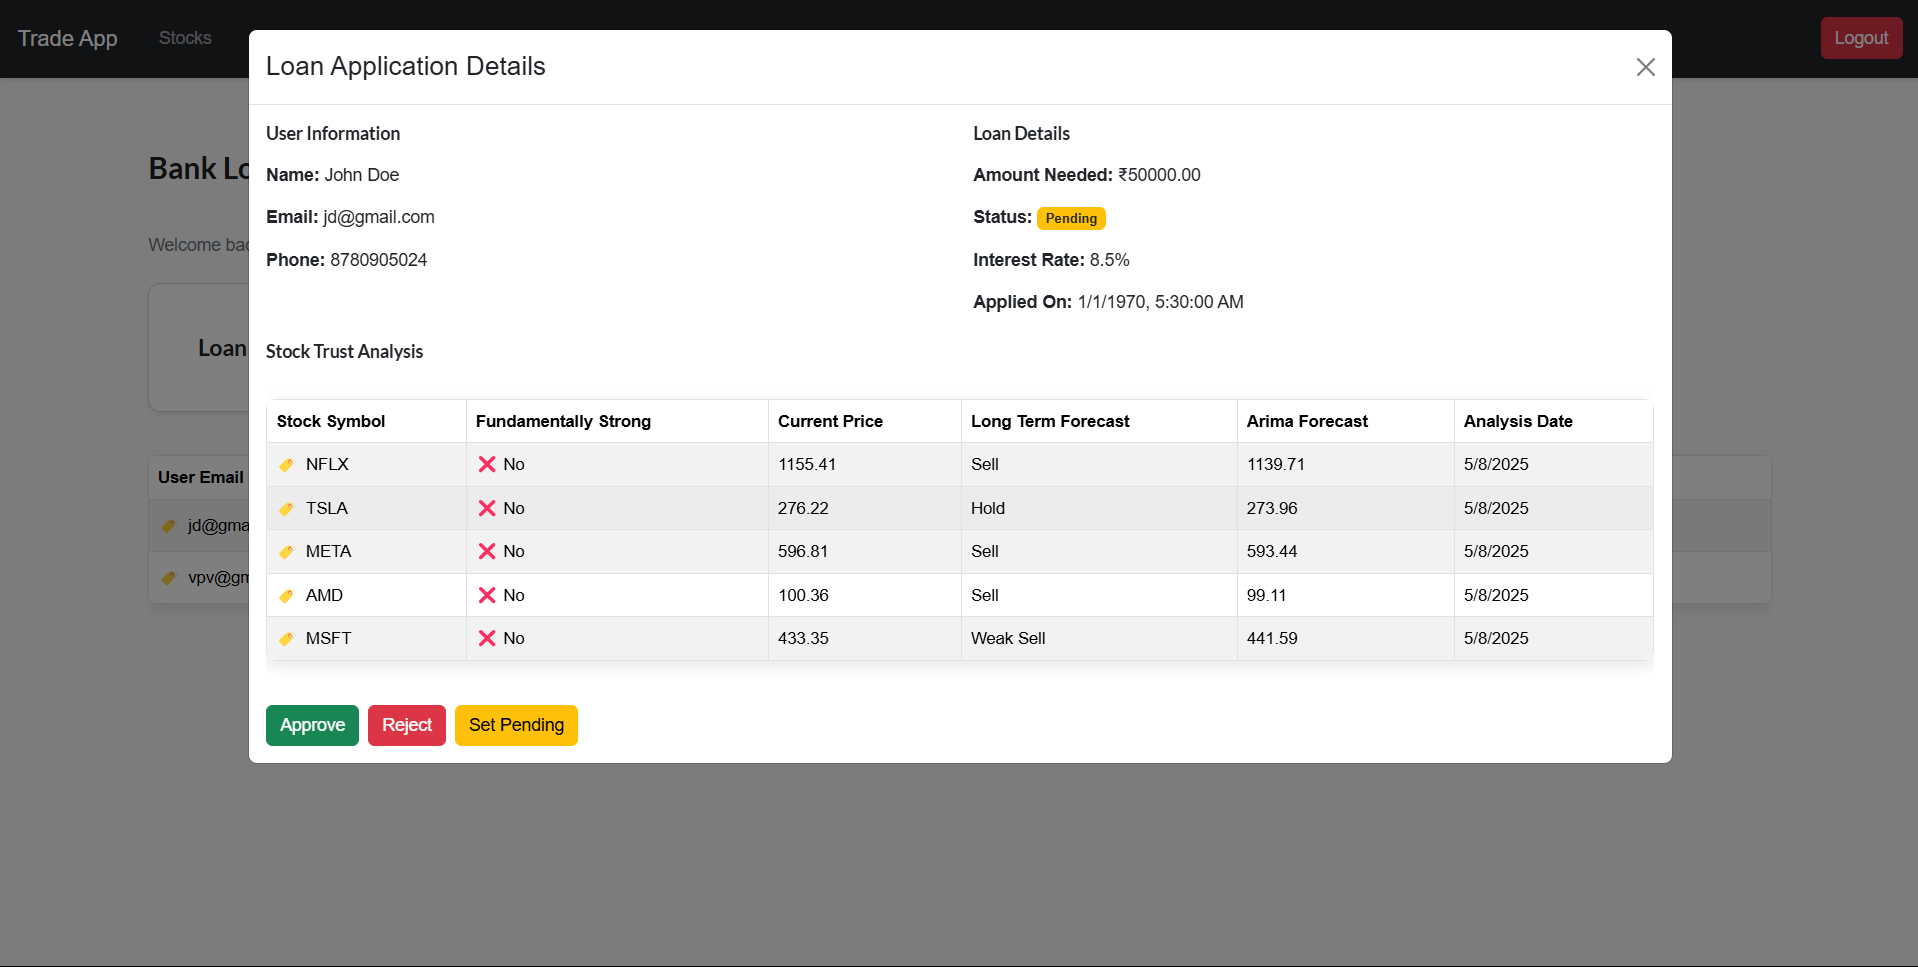 Trade App Stocks Logout
Loan Application Details
Bank Lo
Welcome bac
Loan
User Email
jd@gma
vpv@gm
User Information
Name: John Doe
Email: jd@gmail.com
Phone: 8780905024
Loan Details
Amount Needed: ₹50000.00
Status: Pending
Interest Rate: 8.5%
Applied On: 1/1/1970, 5:30:00 AM
Stock Trust Analysis
Stock Symbol Fundamentally Strong Current Price Long Term Forecast Arima Forecast Analysis Date
NFLX ❌ No 1155.41 Sell 1139.71 5/8/2025
TSLA ❌ No 276.22 Hold 273.96 5/8/2025
META ❌ No 596.81 Sell 593.44 5/8/2025
AMD ❌ No 100.36 Sell 99.11 5/8/2025
MSFT ❌ No 433.35 Weak Sell 441.59 5/8/2025
Approve Reject Set Pending